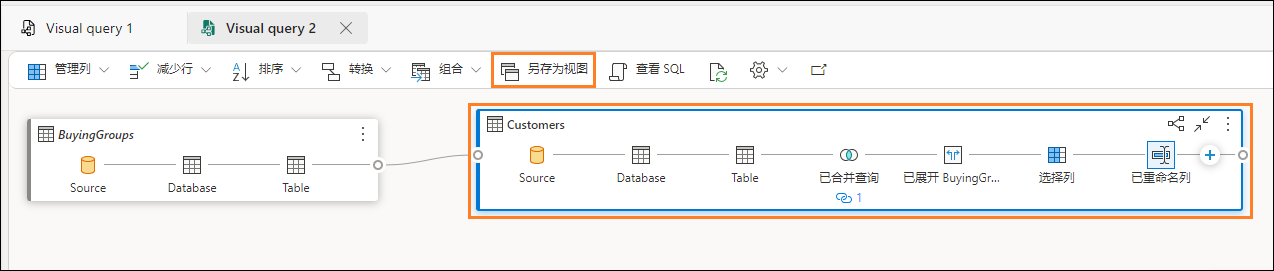 Visual query 1
Visual query 2
管理列
减少行
排序
转换
组合
另存为视图
查看 SQL
BuyingGroups
Source
Database
Table
Customers
Source
Database
Table
已合并查询
1
已展开 BuyingGr...
选择列
已重命名列